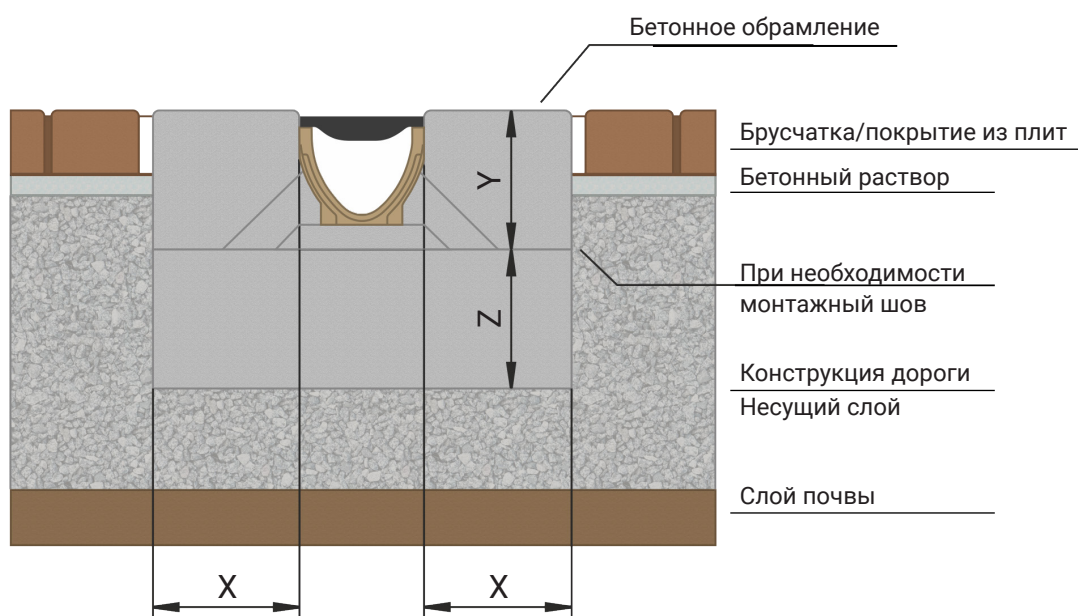 Бетонное обрамление
Брусчатка/покрытие из плит
Бетонный раствор
Y
При необходимости
монтажный шов
Z
Конструкция дороги
Несущий слой
Слой почвы
X X